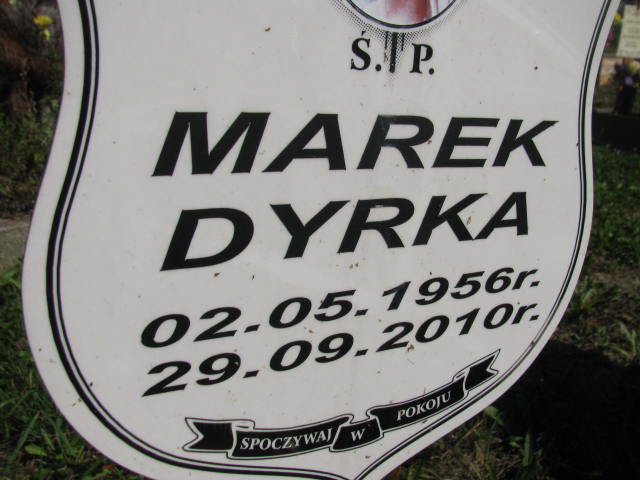 Ś. P.
MAREK
DYRKA
02.05.1956r.
29.09.2010r.
SPOCZYWAJ W POKOJU